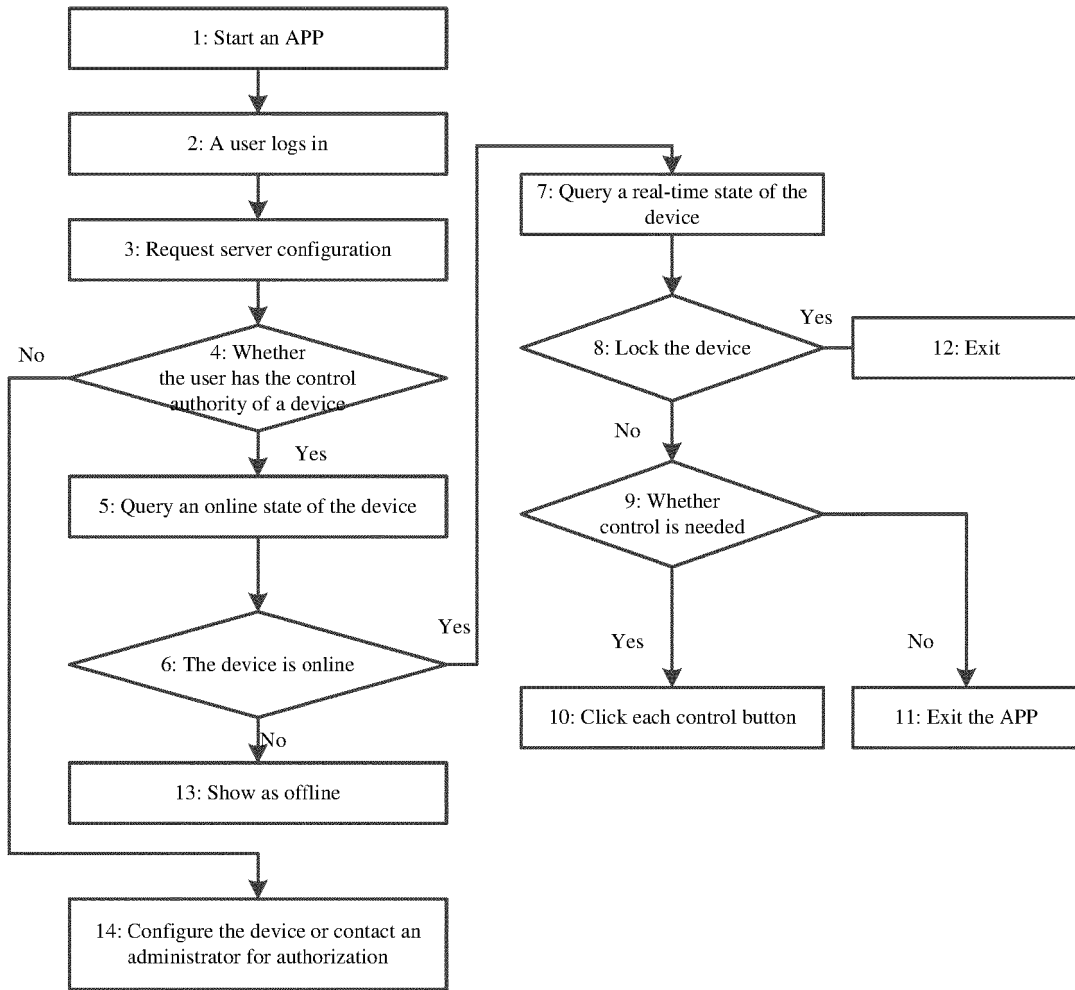 1: Start an APP
2: A user logs in
3: Request server configuration
No
4: Whether
the user has the control
authority of a device
Yes
5: Query an online state of the device
Yes
6: The device is online
No
13: Show as offline
14: Configure the device or contact an
administrator for authorization
7: Query a real-time state of the
device
Yes
8: Lock the device
12: Exit
No
9: Whether
control is needed
Yes
No
10: Click each control button
11: Exit the APP